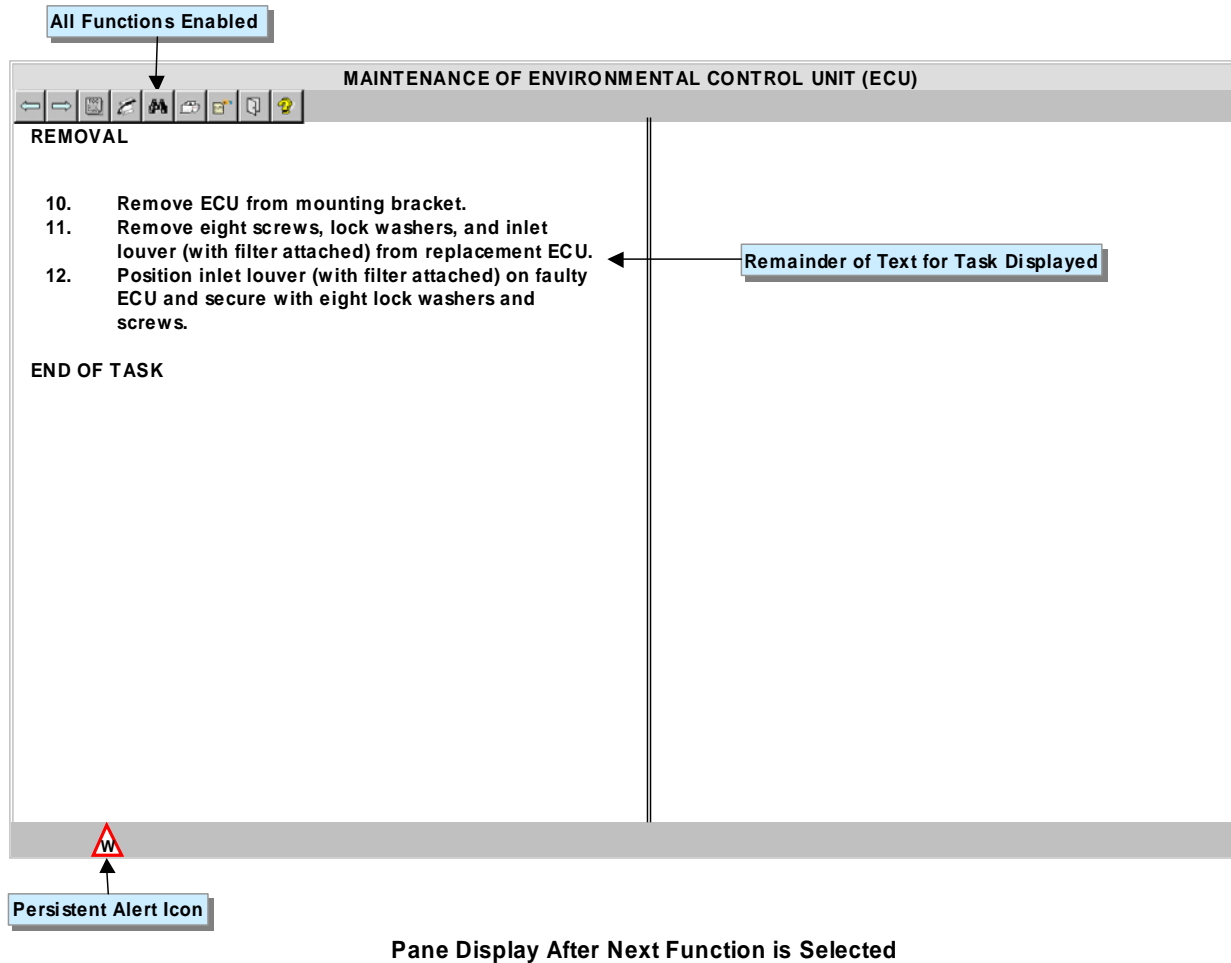 All Functions Enabled
MAINTENANCE OF ENVIRONMENTAL CONTROL UNIT (ECU)
REMOVAL
10. Remove ECU from mounting bracket.
11. Remove eight screws, lock washers, and inlet
louver (with filter attached) from replacement ECU.
12. Position inlet louver (with filter attached) on faulty
ECU and secure with eight lock washers and
screws.
Remainder of Text for Task Displayed
END OF TASK
W
Persistent Alert Icon
Pane Display After Next Function is Selected